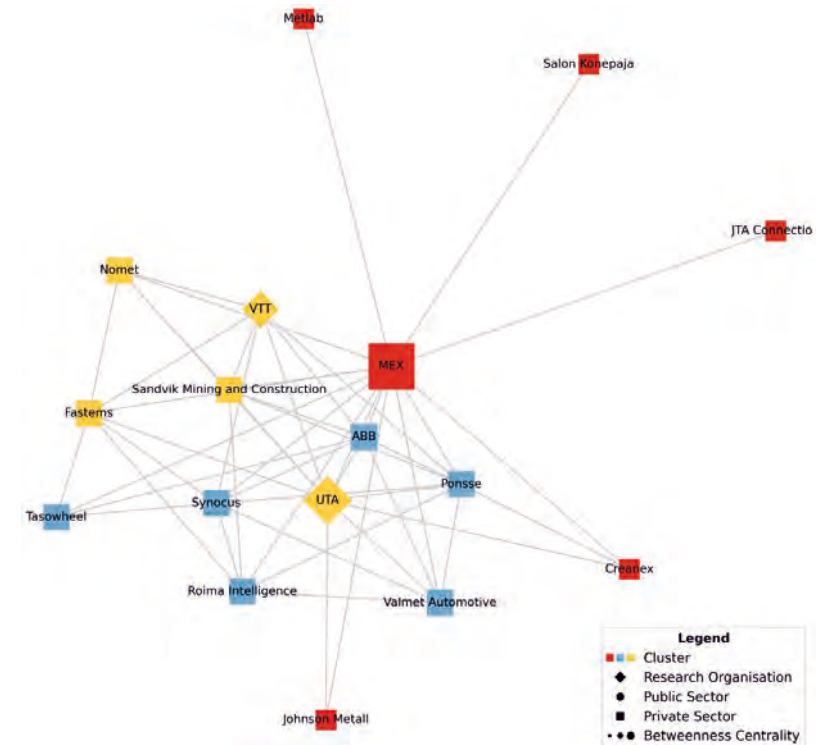 Metlab
Salon Konepaja
JTA Connectio
Nomet
VTT
MEX
Sandvik Mining and Construction
Fastems
ABB
Ponsse
Synocus
UTA
Tasowheel
Creanex
Roima Intelligence
Valmet Automotive
Johnson Metall
Legend
Cluster
Research Organisation
Public Sector
Private Sector
Betweenness Centrality